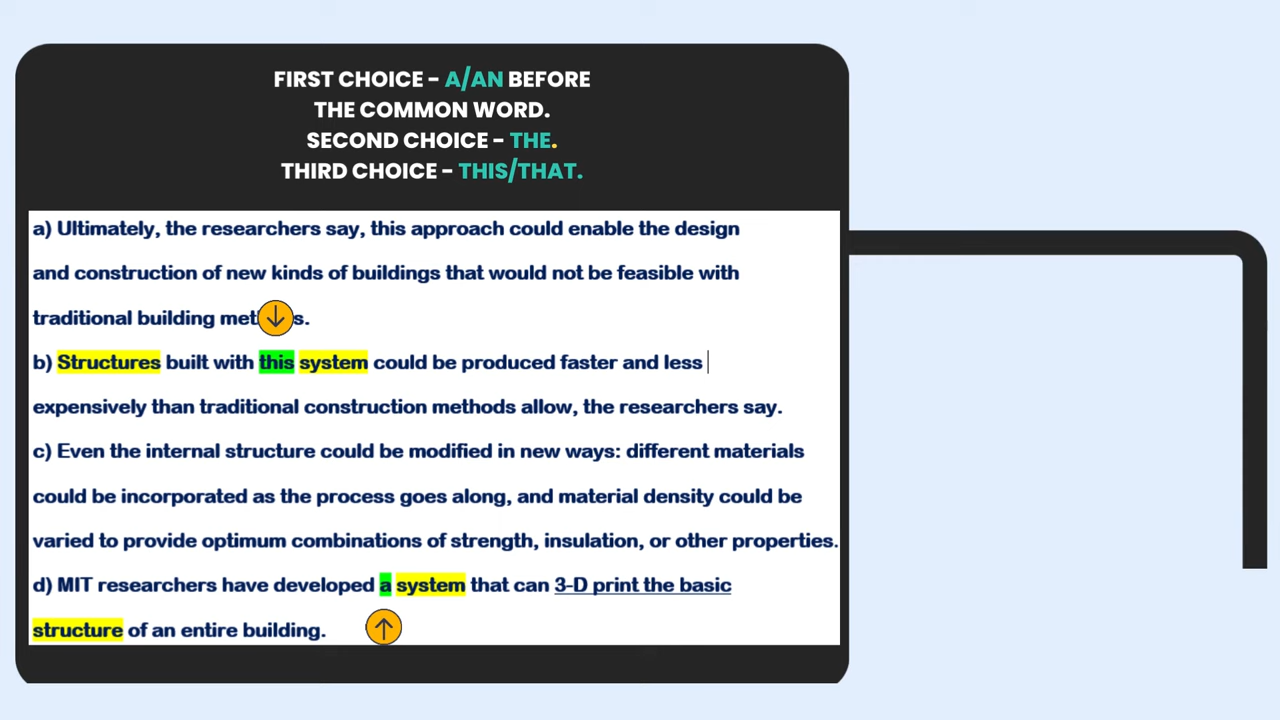 FIRST CHOICE - A/AN BEFORE
THE COMMON WORD.
SECOND CHOICE - THE.
THIRD CHOICE - THIS/THAT.
a) Ultimately, the researchers say, this approach could enable the design
and construction of new kinds of buildings that would not be feasible with
traditional building met s.
b) Structures built with this system could be produced faster and less
expensively than traditional construction methods allow, the researchers say.
c) Even the internal structure could be modified in new ways: different materials
could be incorporated as the process goes along, and material density could be
varied to provide optimum combinations of strength, insulation, or other properties.
d) MIT researchers have developed a system that can 3-D print the basic
structure of an entire building.